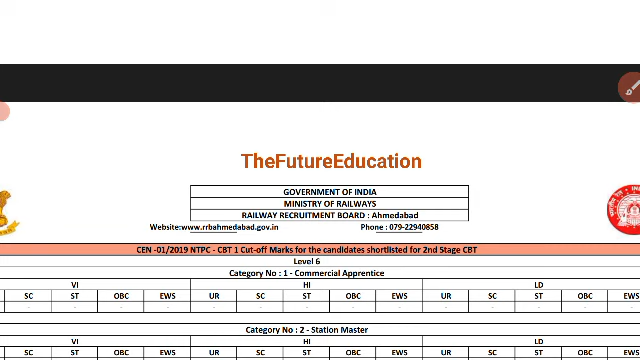 TheFutureEducation
GOVERNMENT OF INDIA
MINISTRY OF RAILWAYS
RAILWAY RECRUITMENT BOARD : Ahmedabad
Website:www.rrbahmedabad.gov.in Phone : 079-22940858
CEN -01/2019 NTPC - CBT 1 Cut-off Marks for the candidates shortlisted for 2nd Stage CBT
Level 6
Category No : 1 - Commercial Apprentice
VI HI LD
SC ST OBC EWS UR SC ST OBC EWS UR SC ST OBC EWS
- - - - - - - - - - - - - -
Category No : 2 - Station Master
VI HI LD
SC ST OBC EWS UR SC ST OBC EWS UR SC ST OBC EWS